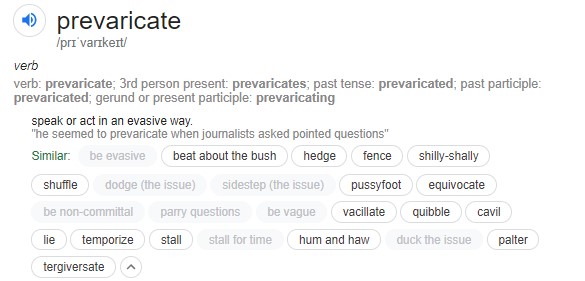 prevaricate
/prɪˈvarɪkeɪt/
verb
verb: prevaricate; 3rd person present: prevaricates; past tense: prevaricated; past participle:
prevaricated; gerund or present participle: prevaricating
speak or act in an evasive way.
"he seemed to prevaricate when journalists asked pointed questions"
Similar: be evasive beat about the bush hedge fence shilly-shally
shuffle dodge (the issue) sidestep (the issue) pussyfoot equivocate
be non-committal parry questions be vague vacillate quibble cavil
lie temporize stall stall for time hum and haw duck the issue palter
tergiversate